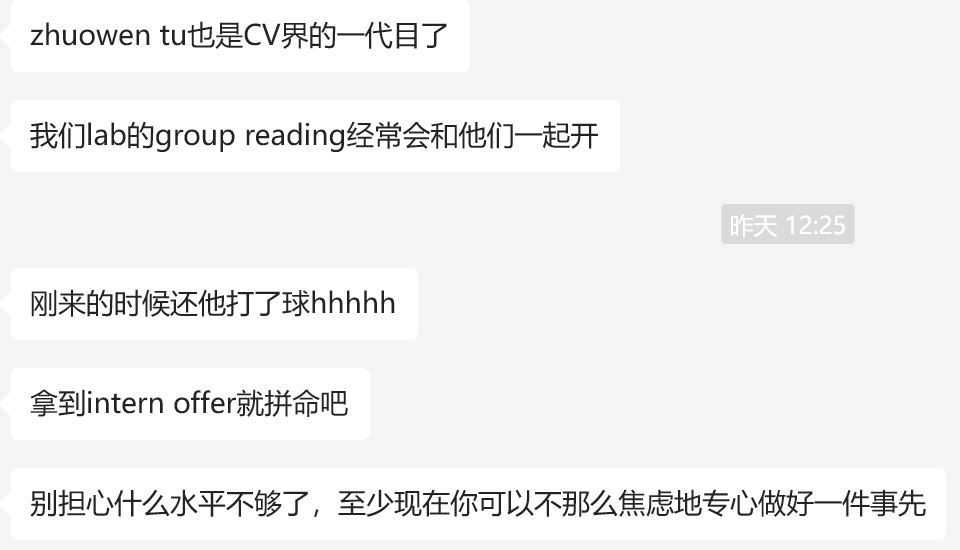 zhuowen tu也是CV界的一代目了
我们lab的group reading经常会和他们一起开
昨天 12:25
刚来的时候还他打了球hhhhh
拿到intern offer就拼命吧
别担心什么水平不够了，至少现在你可以不那么焦虑地专心做好一件事先